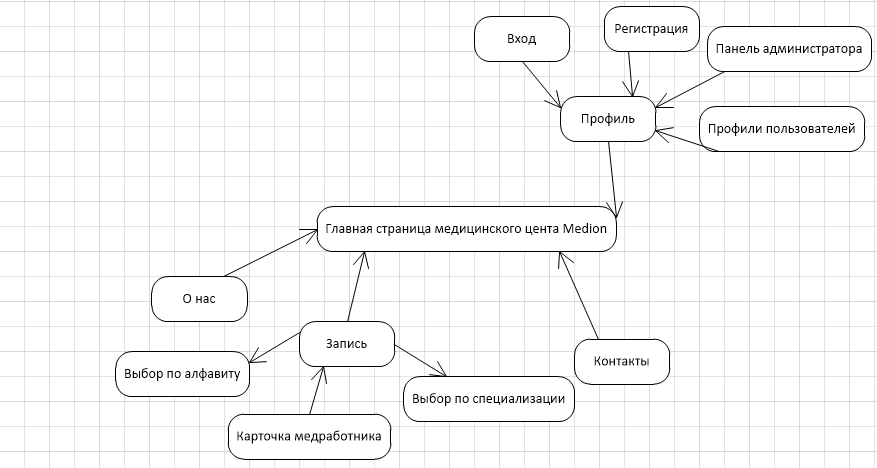 Вход
Регистрация
Панель администратора
Профиль
Профили пользователей
Главная страница медицинского цента Medion
О нас
Запись
Контакты
Выбор по алфавиту
Выбор по специализации
Карточка медработника